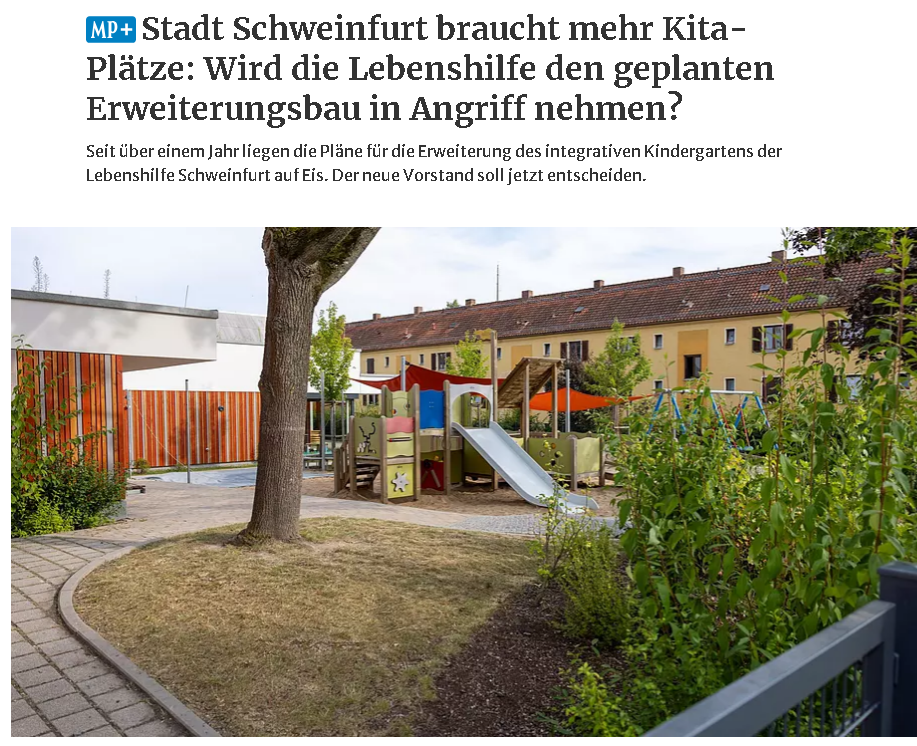 MP+ Stadt Schweinfurt braucht mehr Kita-
Plätze: Wird die Lebenshilfe den geplanten
Erweiterungsbau in Angriff nehmen?
Seit über einem Jahr liegen die Pläne für die Erweiterung des integrativen Kindergartens der
Lebenshilfe Schweinfurt auf Eis. Der neue Vorstand soll jetzt entscheiden.